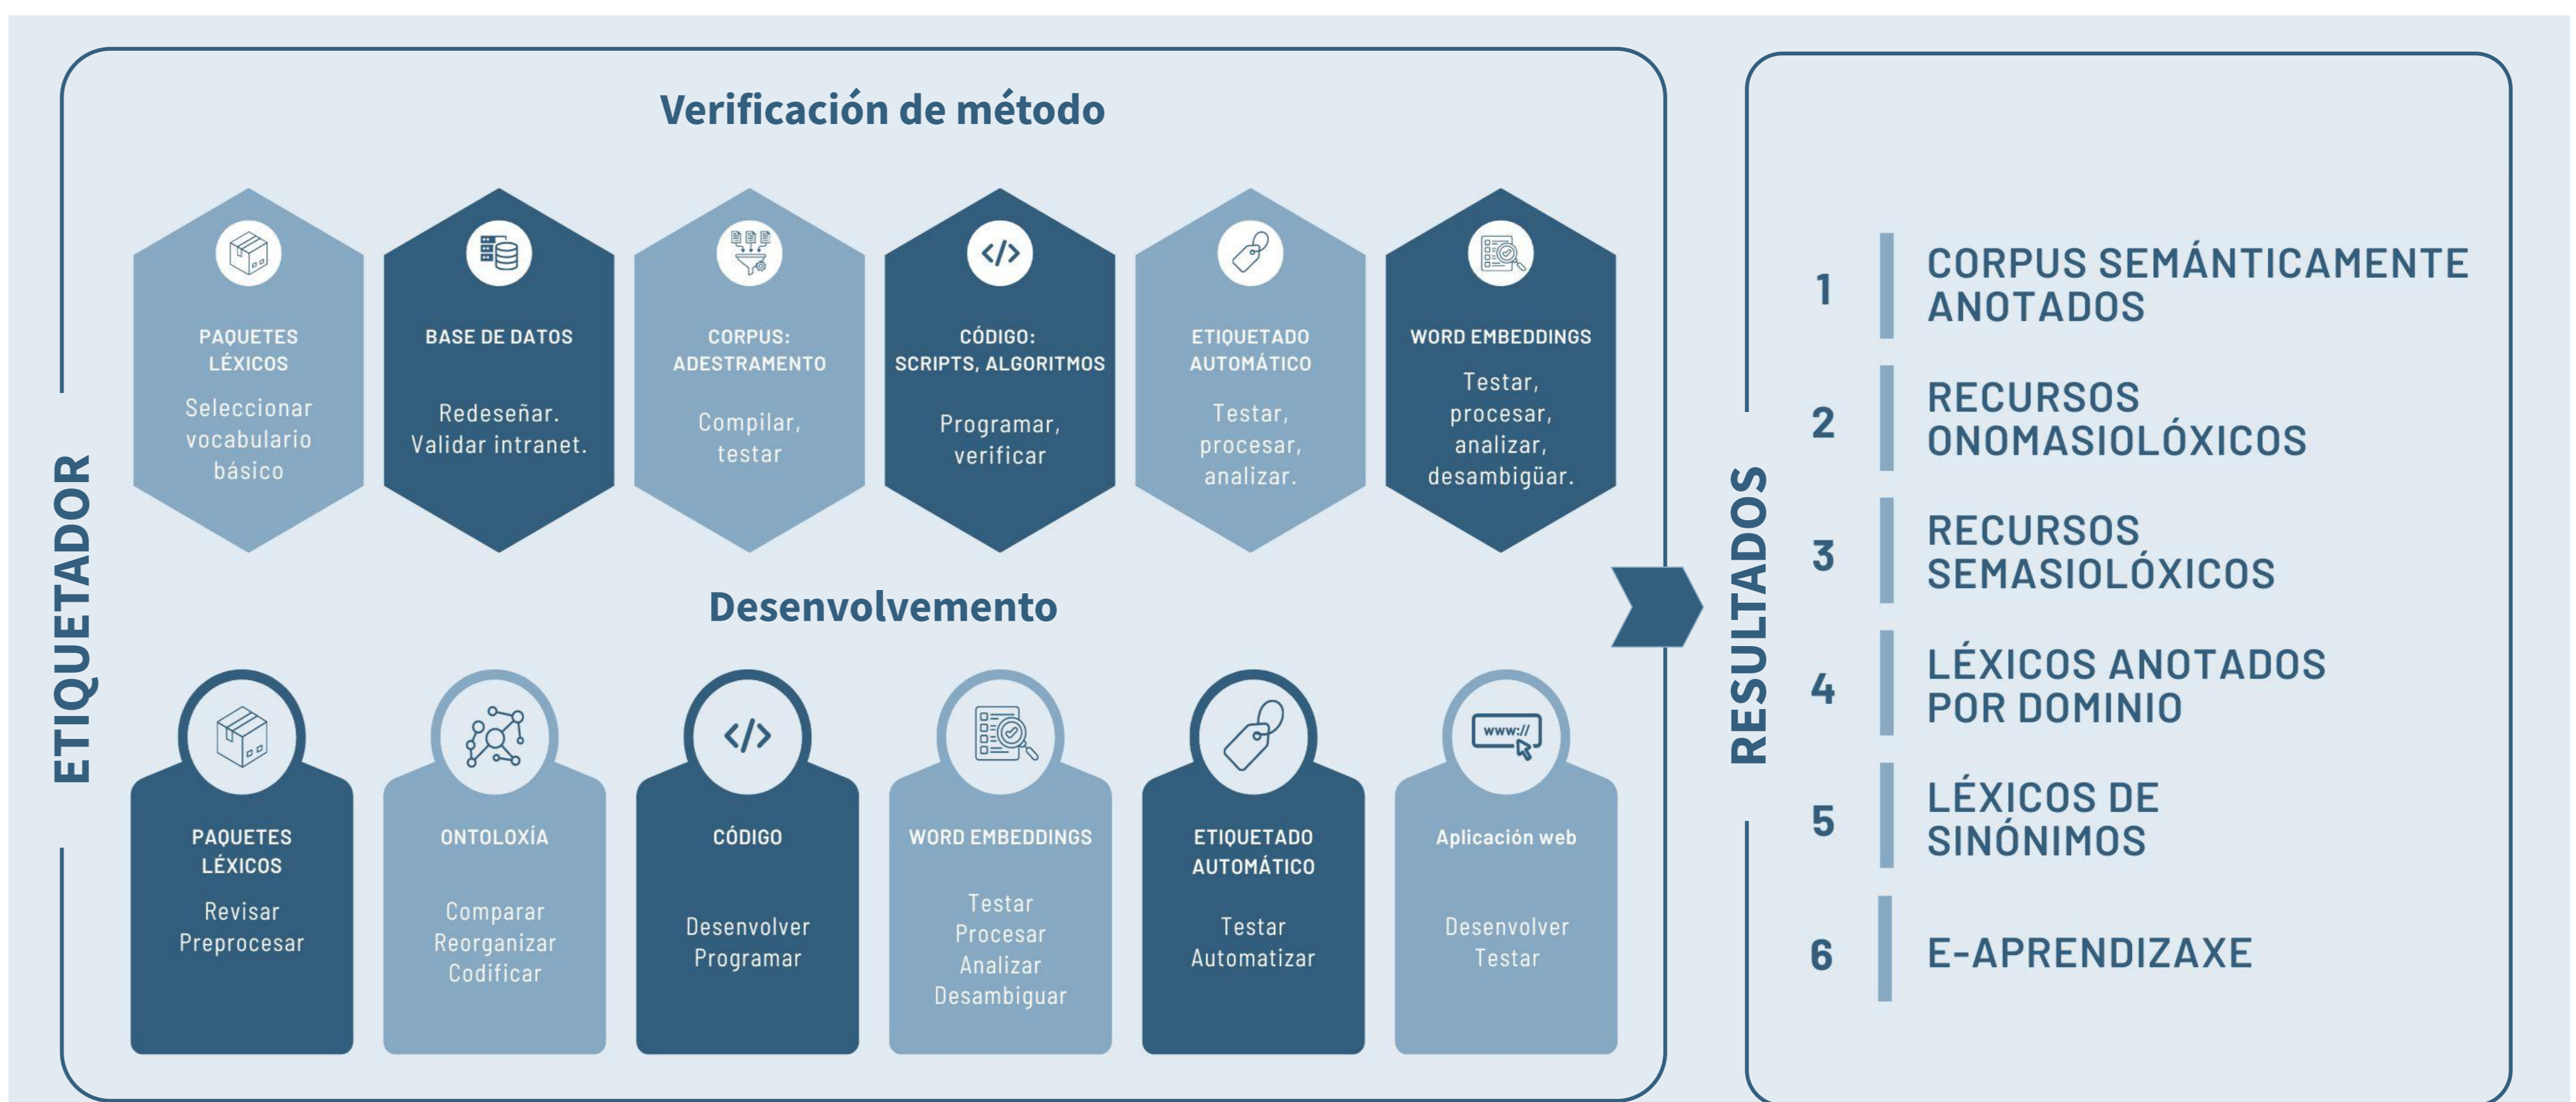 Verificación de método
ETIQUETADOR
PAQUETES
LÉXICOS
Seleccionar
vocabulario
básico
BASE DE DATOS
Redeseñar.
Validar intranet.
CORPUS:
ADESTRAMENTO
Compilar,
testar
CÓDIGO:
SCRIPTS, ALGORITMOS
Programar,
verificar
ETIQUETADO
AUTOMÁTICO
Testar,
procesar,
analizar.
WORD EMBEDDINGS
Testar,
procesar,
analizar,
desambigüar.
Desenvolvemento
PAQUETES
LÉXICOS
Revisar
Preprocesar
ONTOLOXÍA
Comparar
Reorganizar
Codificar
CÓDIGO
Desenvolver
Programar
WORD EMBEDDINGS
Testar
Procesar
Analizar
Desambiguar
ETIQUETADO
AUTOMÁTICO
Testar
Automatizar
www://
Aplicación web
Desenvolver
Testar
RESULTADOS
1
CORPUS SEMÁNTICAMENTE
ANOTADOS
2
RECURSOS
ONOMASIOLÓXICOS
3
RECURSOS
SEMASIOLÓXICOS
4
LÉXICOS ANOTADOS
POR DOMINIO
5
LÉXICOS DE
SINÓNIMOS
6
E-APRENDIZAXE